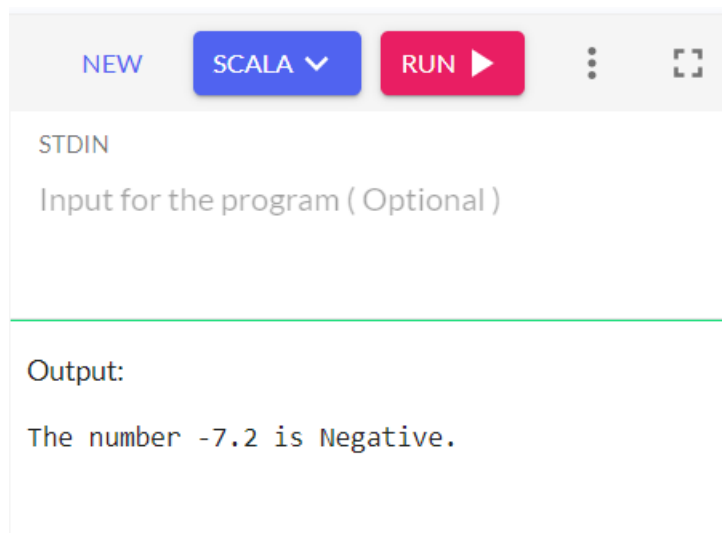 NEW SCALA RUN
STDIN
Input for the program ( Optional )
Output:
The number -7.2 is Negative.